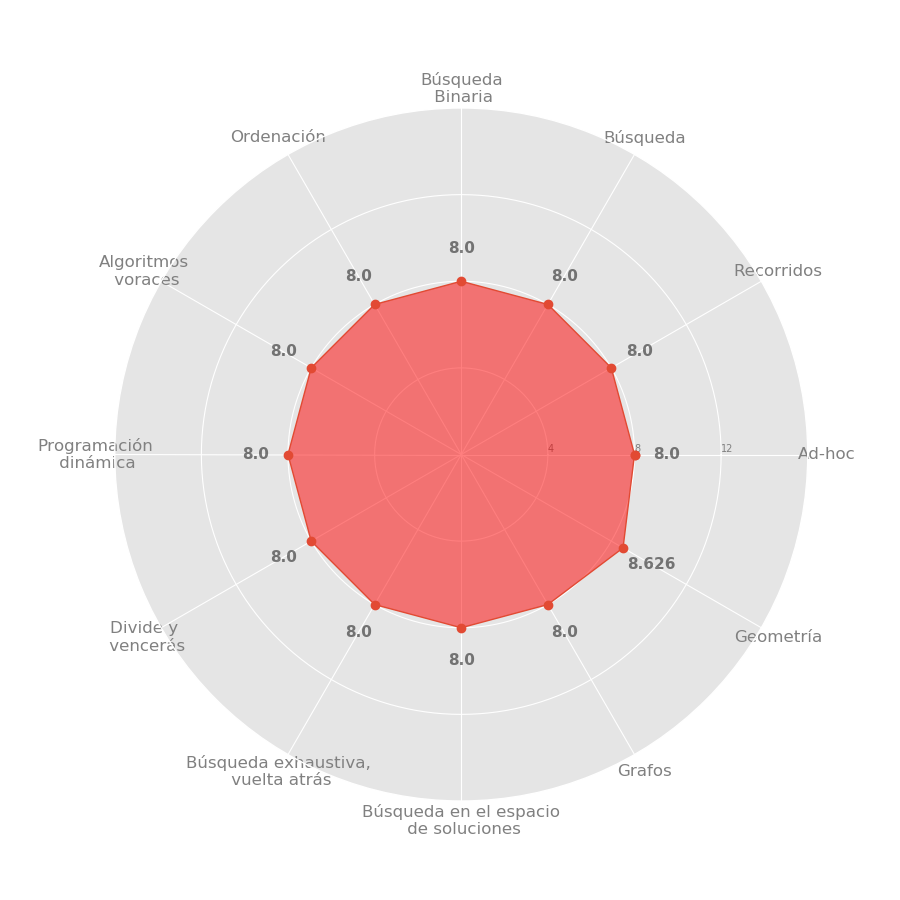 Búsqueda
Binaria
Ordenación
Búsqueda
8.0
Algoritmos
voraces
8.0
8.0
Recorridos
8.0
8.0
Programación
dinámica
8.0
4
8
12
8.0
Ad-hoc
8.0
8.626
Divide y
vencerás
8.0
8.0
Geometría
8.0
Búsqueda exhaustiva,
vuelta atrás
Grafos
Búsqueda en el espacio
de soluciones